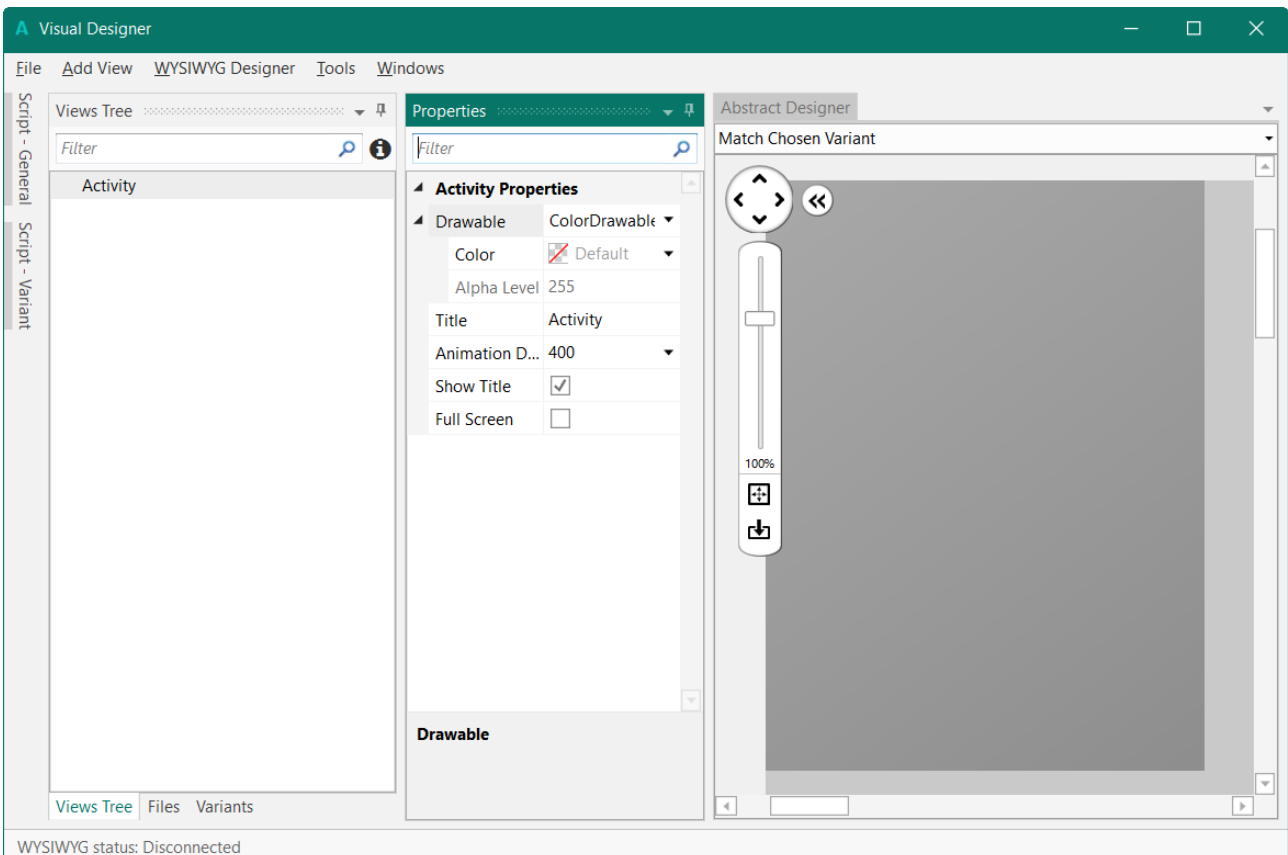 A Visual Designer
File Add View WYSIWYG Designer Tools Windows
Script - General
Script - Variant
Views Tree
Filter
Activity
Views Tree Files Variants
Properties
Filter
Activity Properties
Drawable ColorDrawable
Color Default
Alpha Level 255
Title Activity
Animation D... 400
Show Title
Full Screen
Drawable
Abstract Designer
Match Chosen Variant
100%
WYSIWYG status: Disconnected